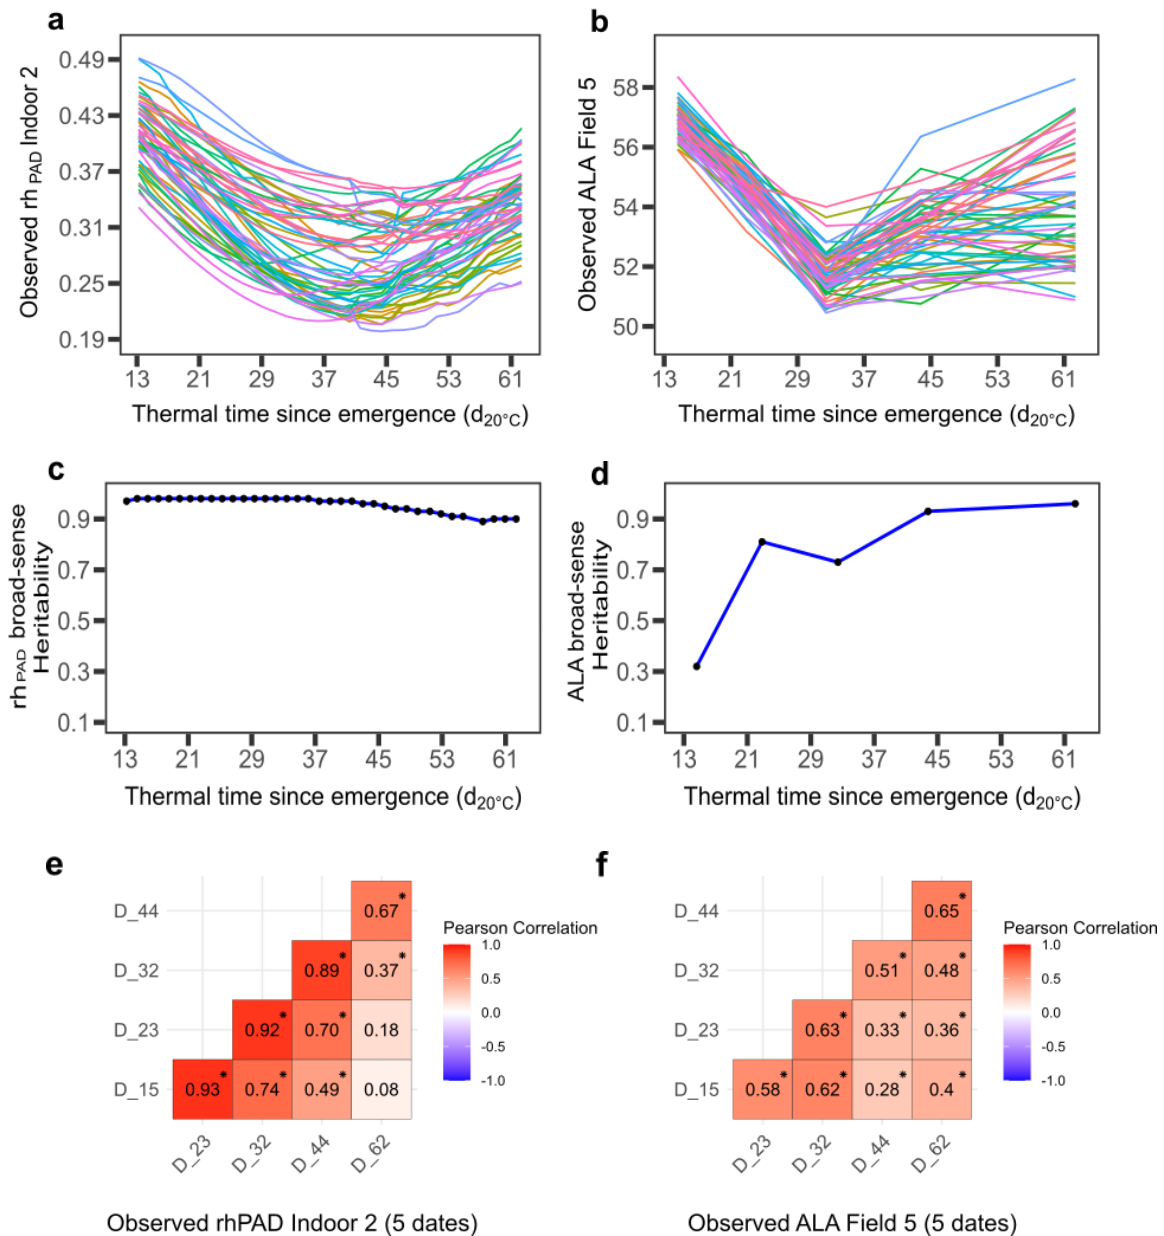 a
b
Observed rh PAD Indoor 2
0.49
0.43
0.37
0.31
0.25
0.19
13 21 29 37 45 53 61
Thermal time since emergence (d20°C)
Observed ALA Field 5
58
56
54
52
50
13 21 29 37 45 53 61
Thermal time since emergence (d20°C)
c
d
rhPAD broad-sense
Heritability
0.9
0.7
0.5
0.3
0.1
13 21 29 37 45 53 61
Thermal time since emergence (d20°C)
ALA broad-sense
Heritability
0.9
0.7
0.5
0.3
0.1
13 21 29 37 45 53 61
Thermal time since emergence (d20°C)
e
D_44 0.67*
D_32 0.89* 0.37*
D_23 0.92* 0.70* 0.18
D_15 0.93* 0.74* 0.49* 0.08
D_23 D_32 D_44 D_62
Pearson Correlation
1.0
0.5
0.0
-0.5
-1.0
Observed rhPAD Indoor 2 (5 dates)
f
D_44 0.65*
D_32 0.51* 0.48*
D_23 0.63* 0.33* 0.36*
D_15 0.58* 0.62* 0.28* 0.4*
D_23 D_32 D_44 D_62
Pearson Correlation
1.0
0.5
0.0
-0.5
-1.0
Observed ALA Field 5 (5 dates)